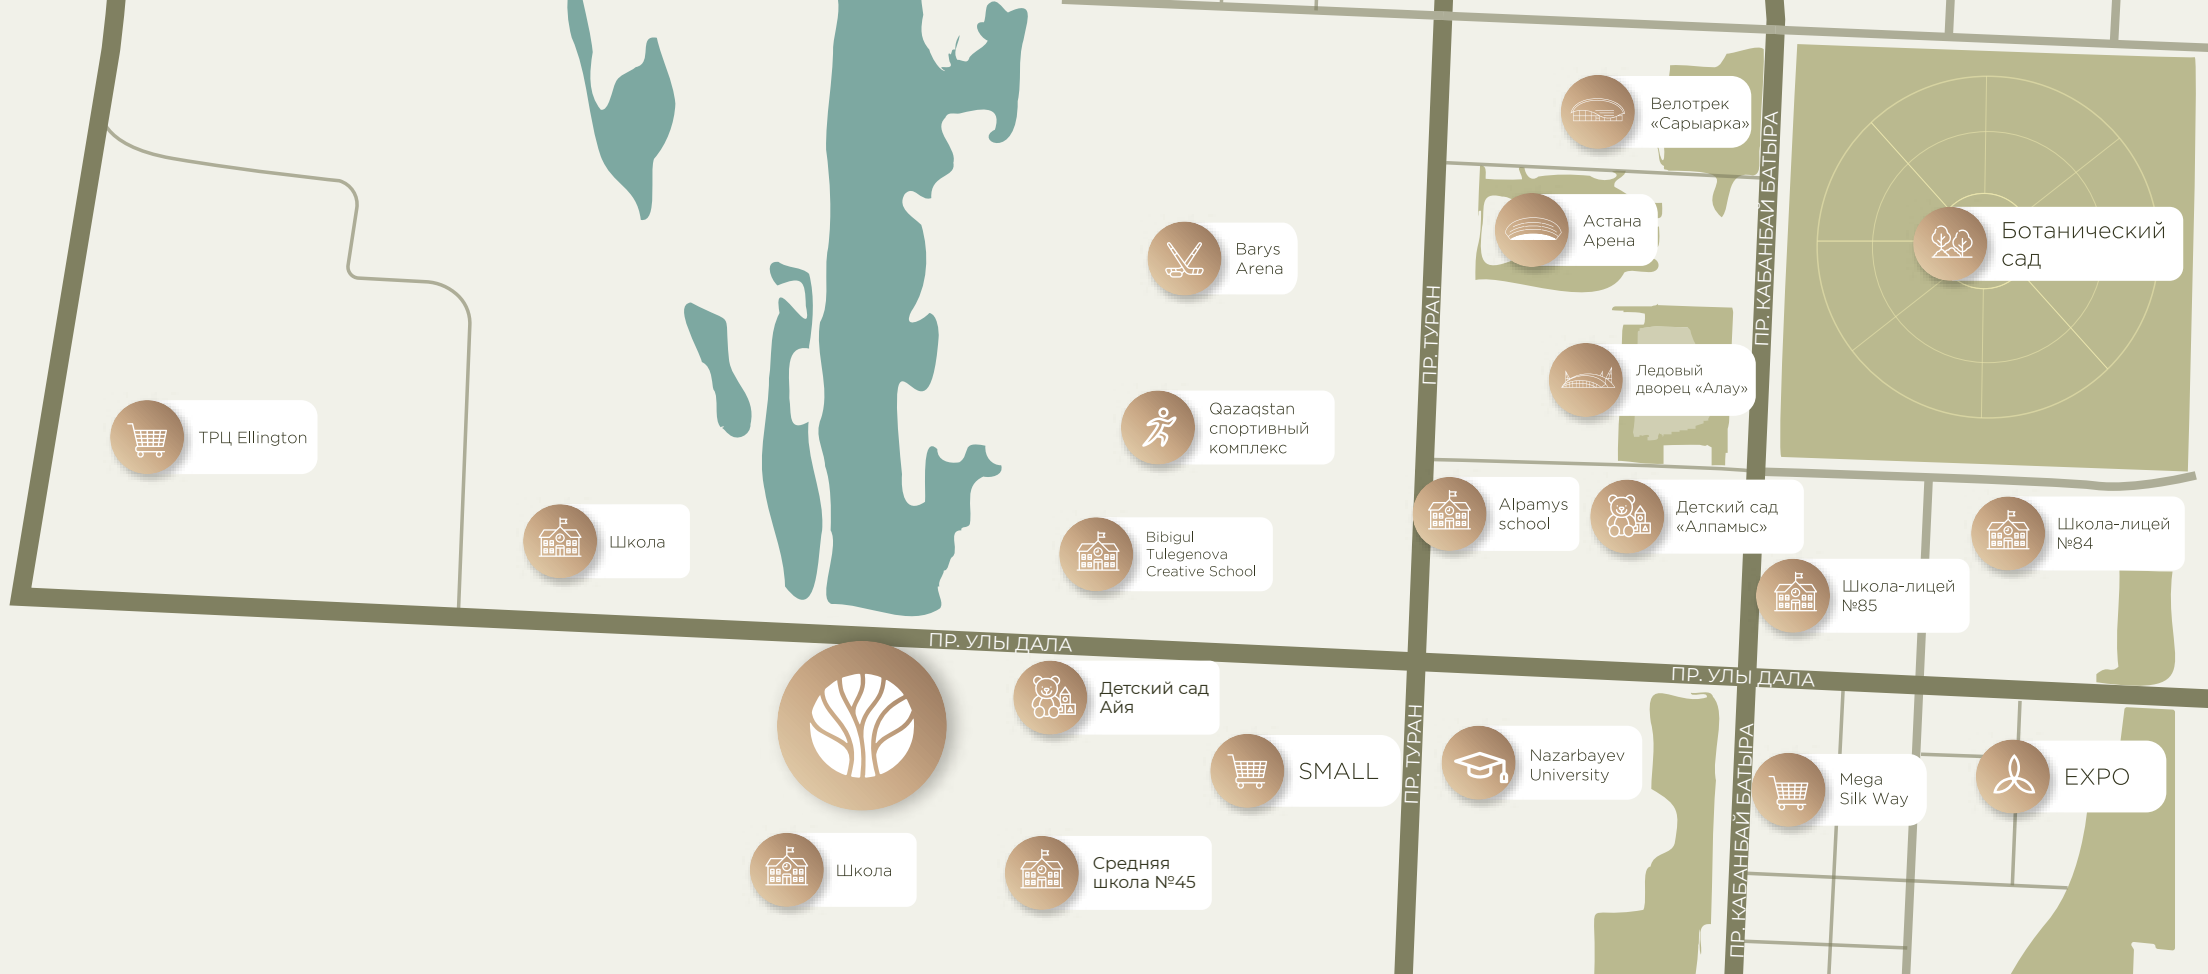 Велотрек
«Сарыарка»
ПР. КАБАНБАЙ БАТЫРА
Астана
Арена
Ботанический
сад
Barys
Arena
ПР. ТУРАН
Ледовый
дворец «Алау»
Qazaqstan
спортивный
комплекс
ТРЦ Ellington
Школа
Bibigul
Tulegenova
Creative School
Alpamys
school
Детский сад
«Алпамыс»
Школа-лицей
№84
Школа-лицей
№85
ПР. УЛЫ ДАЛА
ПР. УЛЫ ДАЛА
Детский сад
Айя
SMALL
ПР. ТУРАН
Nazarbayev
University
ПР. КАБАНБАЙ БАТЫРА
Mega
Silk Way
EXPO
Школа
Средняя
школа №45